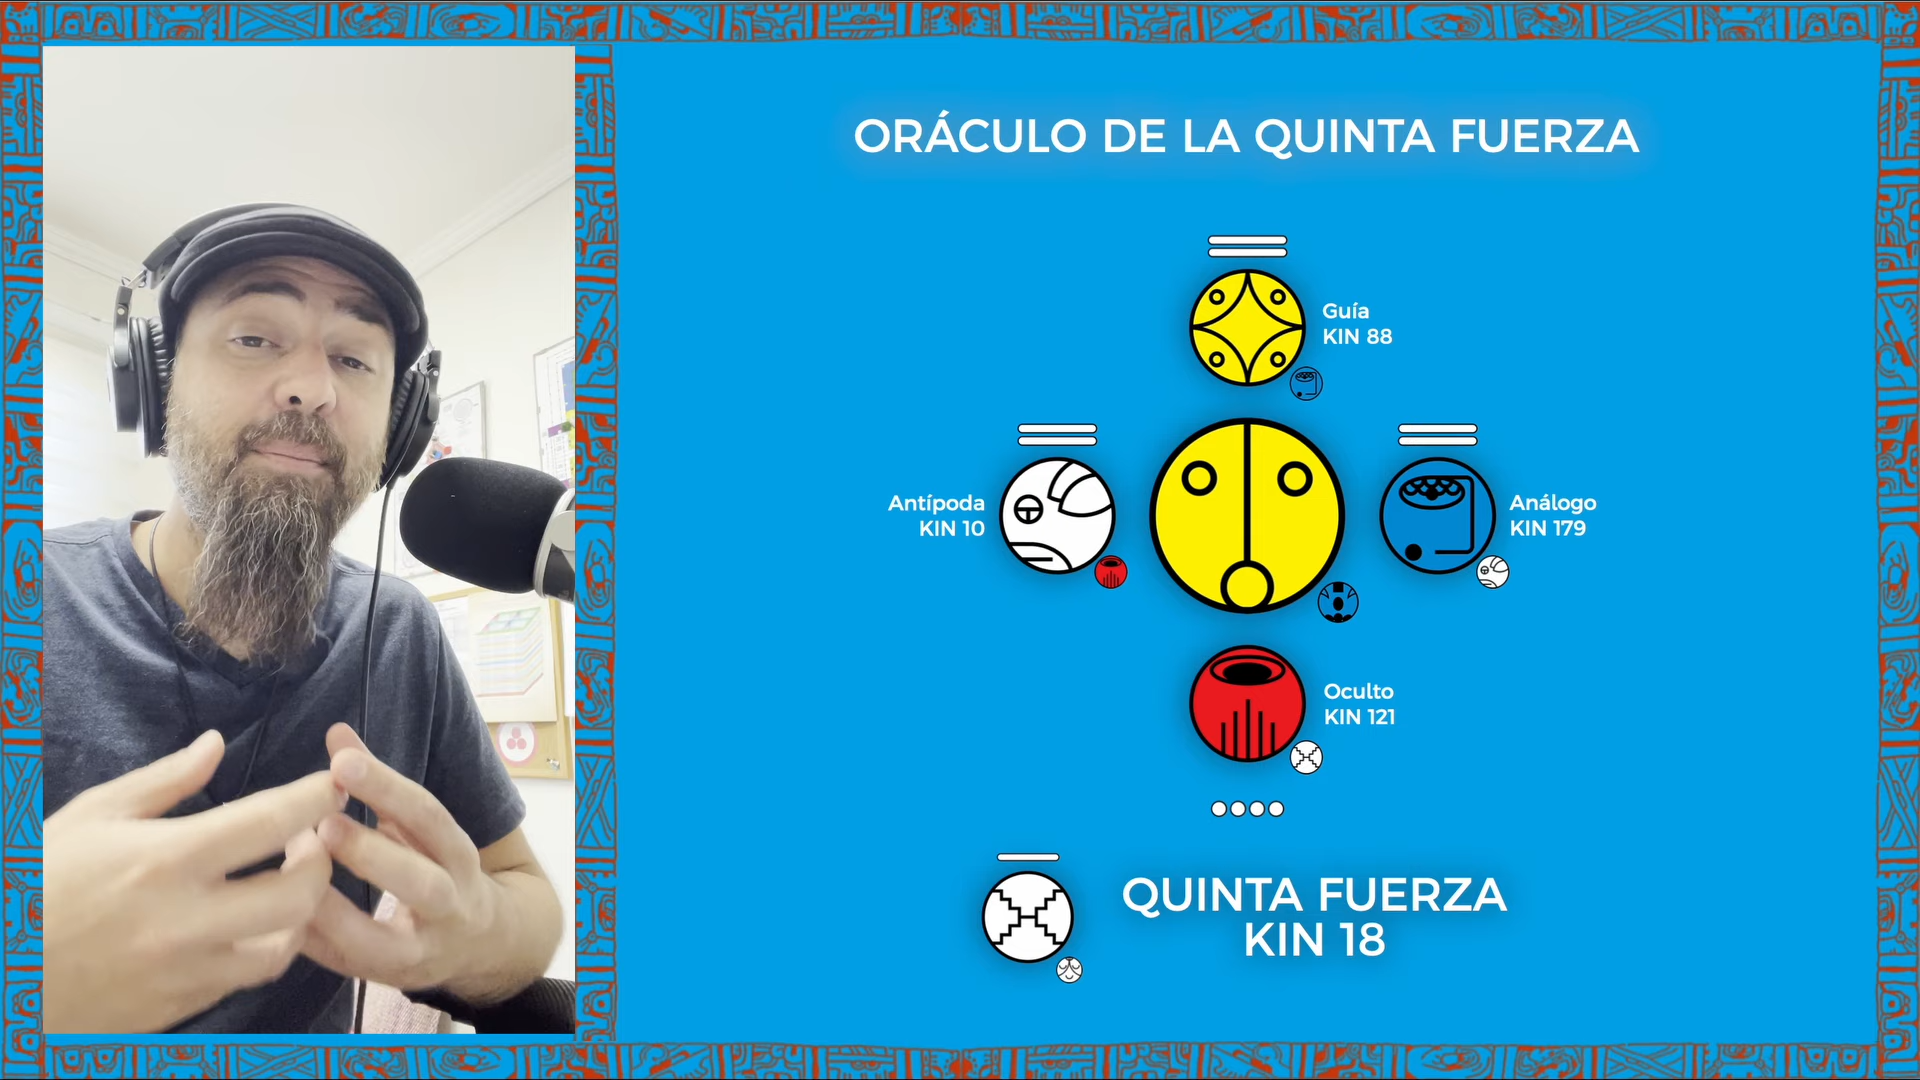 ORÁCULO DE LA QUINTA FUERZA
Guía
KIN 88
Antípoda
KIN 10
Análogo
KIN 179
Oculto
KIN 121
QUINTA FUERZA
KIN 18